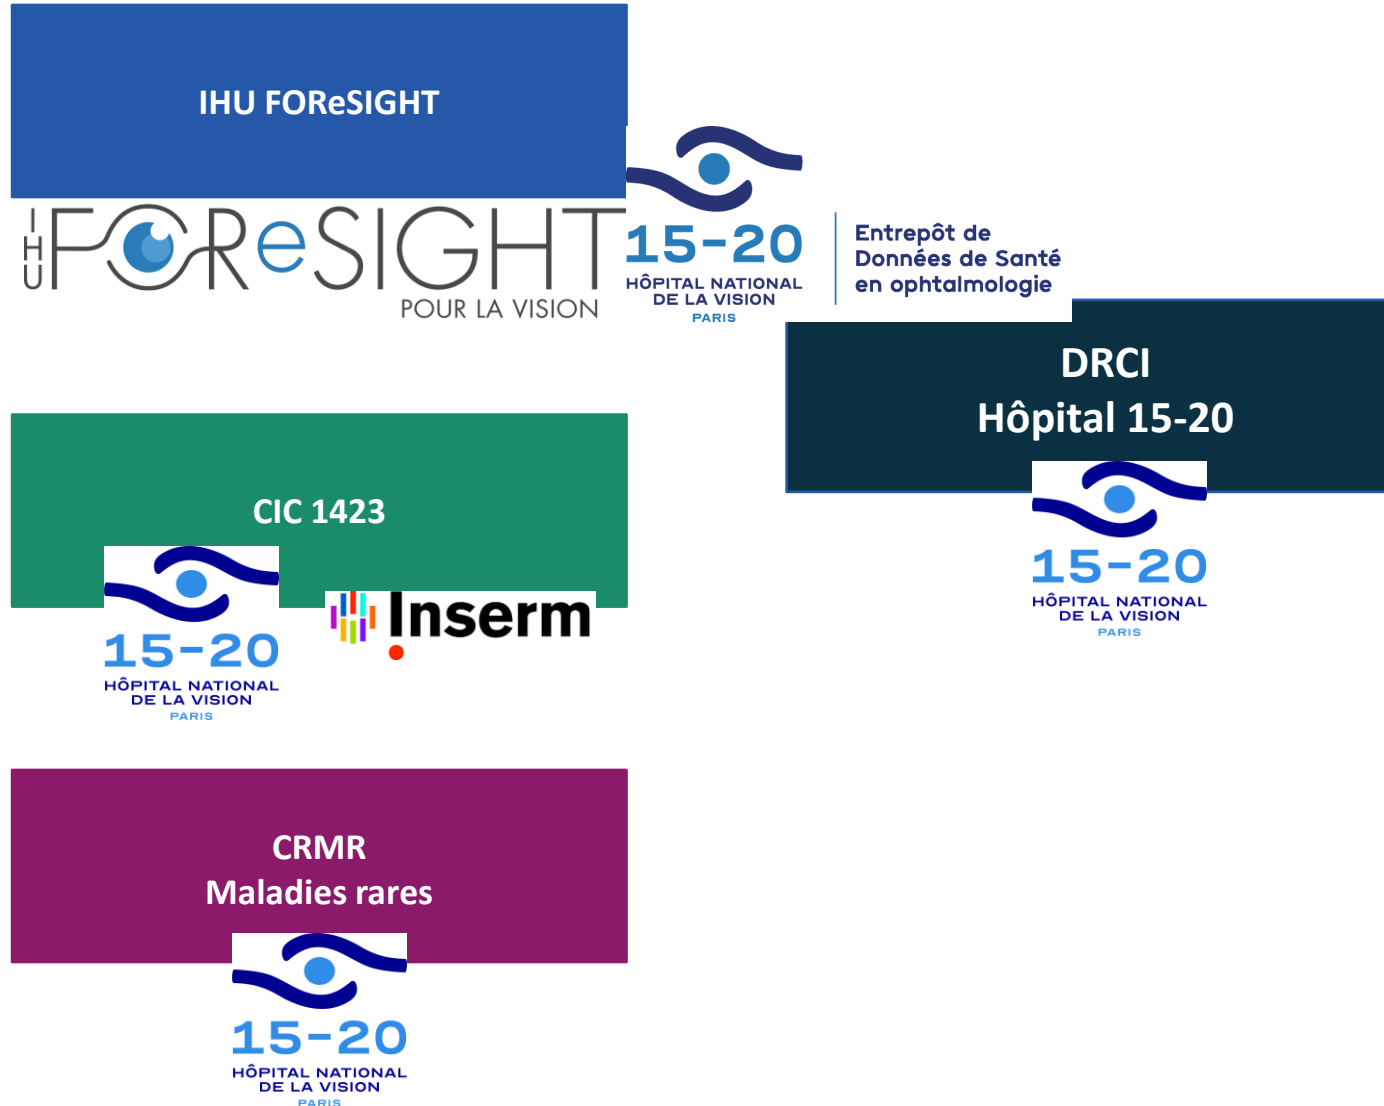 IHU FOReSIGHT
IHU FOReSIGHT
POUR LA VISION
15-20
HÔPITAL NATIONAL
DE LA VISION
PARIS
Entrepôt de
Données de Santé
en ophtalmologie
DRCI
Hôpital 15-20
15-20
HÔPITAL NATIONAL
DE LA VISION
PARIS
CIC 1423
15-20
HÔPITAL NATIONAL
DE LA VISION
PARIS
Inserm
CRMR
Maladies rares
15-20
HÔPITAL NATIONAL
DE LA VISION
PARIS